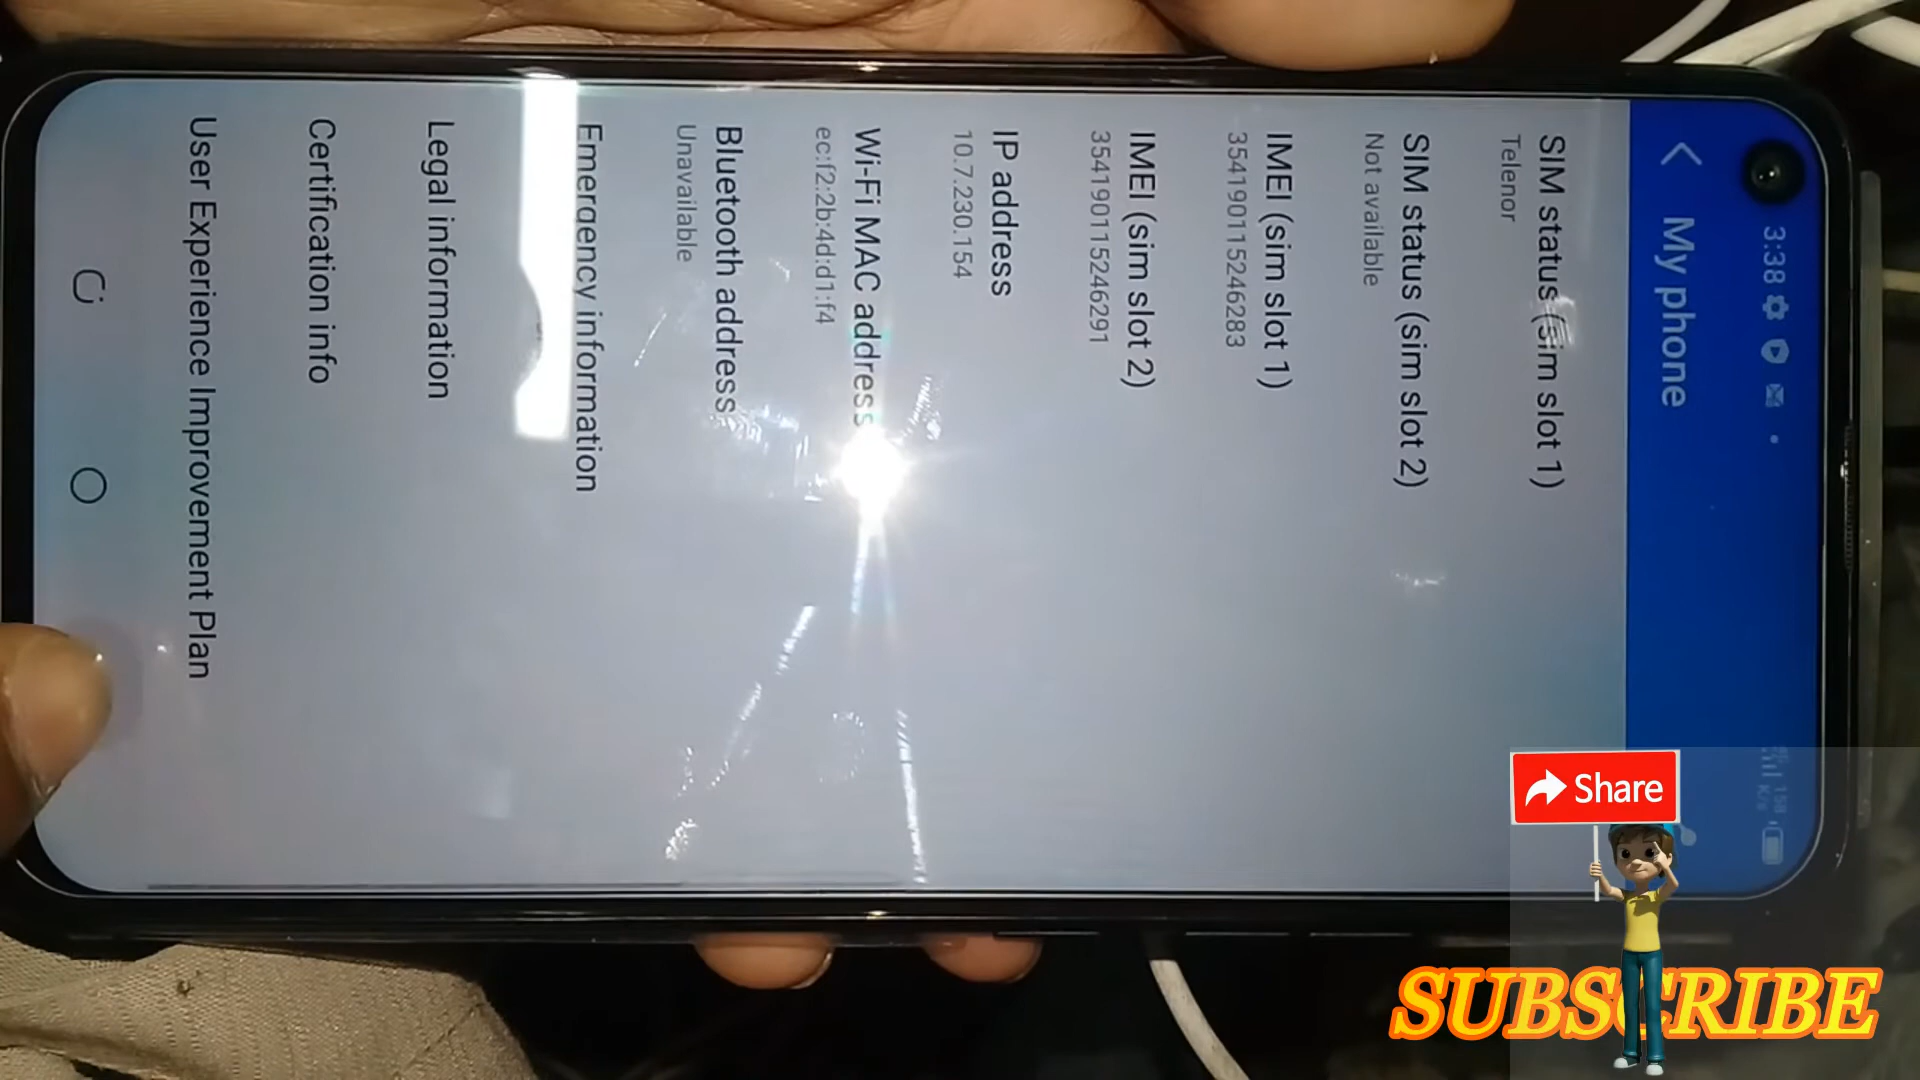 3:38
158
K/s
My phone
SIM status (sim slot 1)
Telenor
SIM status (sim slot 2)
Not available
IMEI (sim slot 1)
354190115246283
IMEI (sim slot 2)
354190115246291
IP address
10.7.230.154
Wi-Fi MAC address
ec:f2:2b:4d:d1:f4
Bluetooth address
Unavailable
Emergency information
Legal information
Certification info
User Experience Improvement Plan
Share
SUBSCRIBE